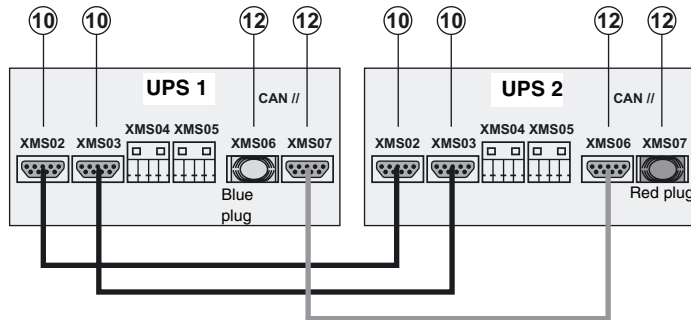 10 10 12 12 10 10 12 12
UPS 1 UPS 2
CAN // CAN //
XMS02 XMS03 XMS04 XMS05 XMS06 XMS07 XMS02 XMS03 XMS04 XMS05 XMS06 XMS07
Blue
plug
Red plug